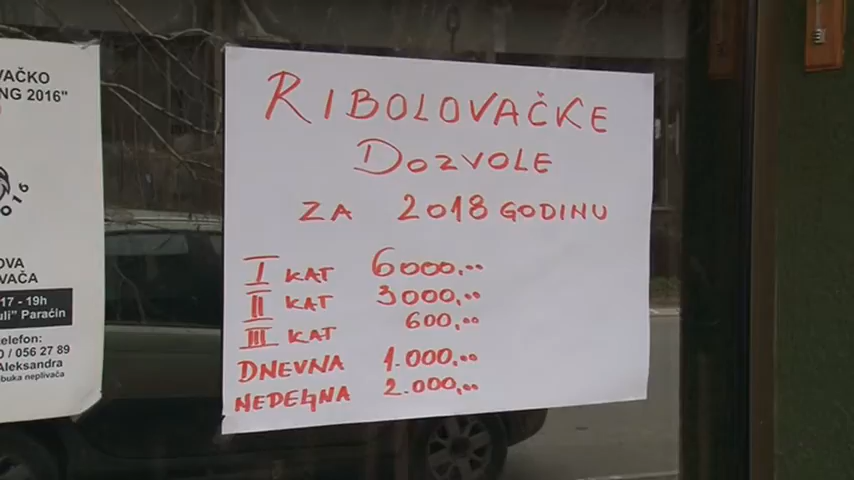 VAČKO
NG 2016"
2016
OVA
VAČA
17 - 19h
uli" Paraćin
telefon:
0 / 056 27 89
Aleksandra
buka neplivača
RIBOLOVAČKE
DOZVOLE
ZA 2018 GODINU
I KAT 6000,00
II KAT 3000,00
III KAT 600,00
DNEVNA 1.000,00
NEDELJNA 2.000,00